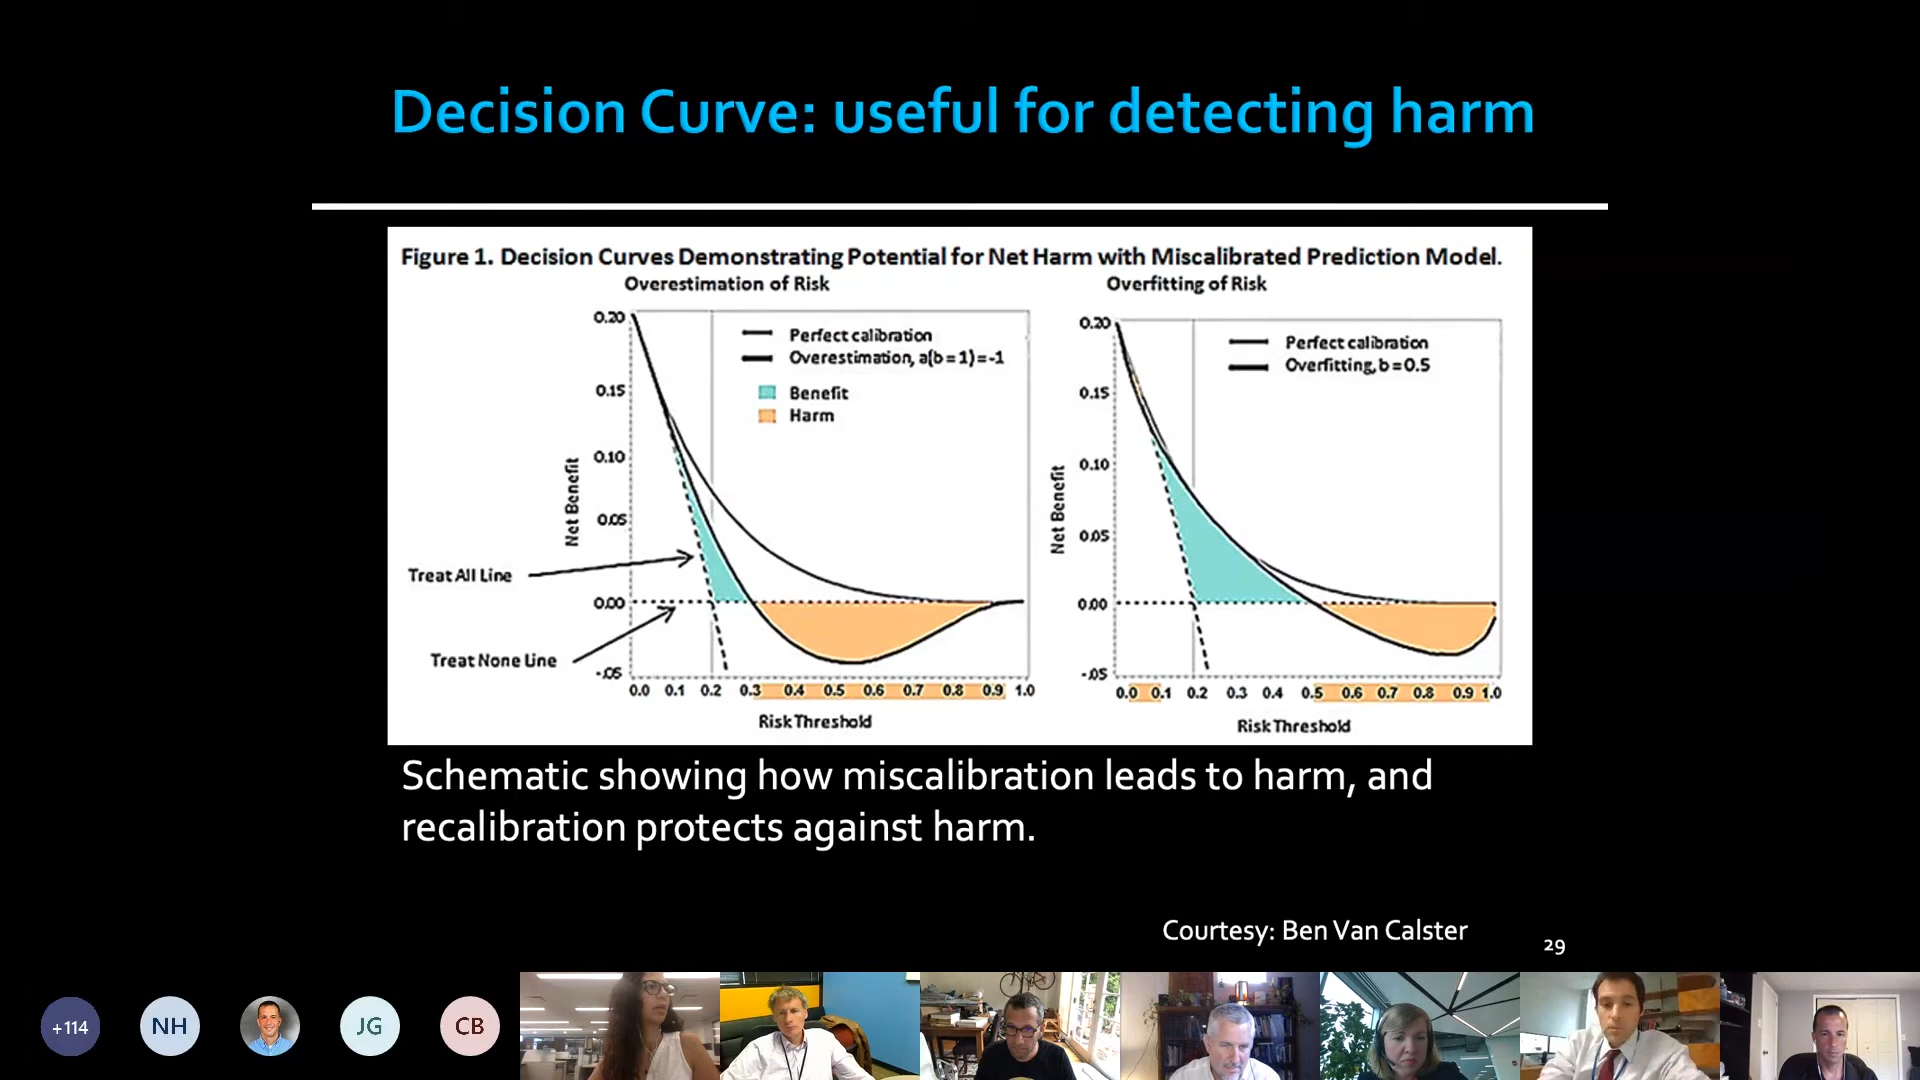 Decision Curve: useful for detecting harm
Figure 1. Decision Curves Demonstrating Potential for Net Harm with Miscalibrated Prediction Model.
Overestimation of Risk
Perfect calibration
Overestimation, a(b=1)=-1
Benefit
Harm
Net Benefit
0.20
0.15
0.10
0.05
0.00
-.05
Treat All Line
Treat None Line
0.0 0.1 0.2 0.3 0.4 0.5 0.6 0.7 0.8 0.9 1.0
Risk Threshold
Overfitting of Risk
Perfect calibration
Overfitting, b=0.5
Net Benefit
0.20
0.15
0.10
0.05
0.00
-.05
0.0 0.1 0.2 0.3 0.4 0.5 0.6 0.7 0.8 0.9 1.0
Risk Threshold
Schematic showing how miscalibration leads to harm, and
recalibration protects against harm.
Courtesy: Ben Van Calster
29
+114
NH
JG
CB